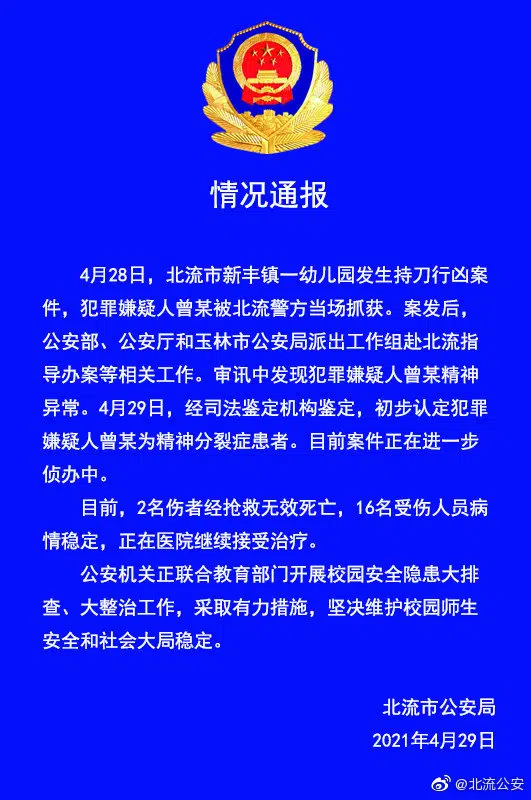 情况通报
4月28日，北流市新丰镇一幼儿园发生持刀行凶案
件，犯罪嫌疑人曾某被北流警方当场抓获。案发后，
公安部、公安厅和玉林市公安局派出工作组赴北流指
导办案等相关工作。审讯中发现犯罪嫌疑人曾某精神
异常。4月29日，经司法鉴定机构鉴定，初步认定犯罪
嫌疑人曾某为精神分裂症患者。目前案件正在进一步
侦办中。
目前，2名伤者经抢救无效死亡，16名受伤人员病
情稳定，正在医院继续接受治疗。
公安机关正联合教育部门开展校园安全隐患大排
查、大整治工作，采取有力措施，坚决维护校园师生
安全和社会大局稳定。
北流市公安局
2021年4月29日
@北流公安